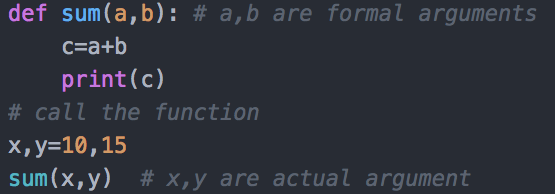 def sum(a,b): # a,b are formal arguments
    c=a+b
    print(c)
# call the function
x,y=10,15
sum(x,y)  # x,y are actual argument